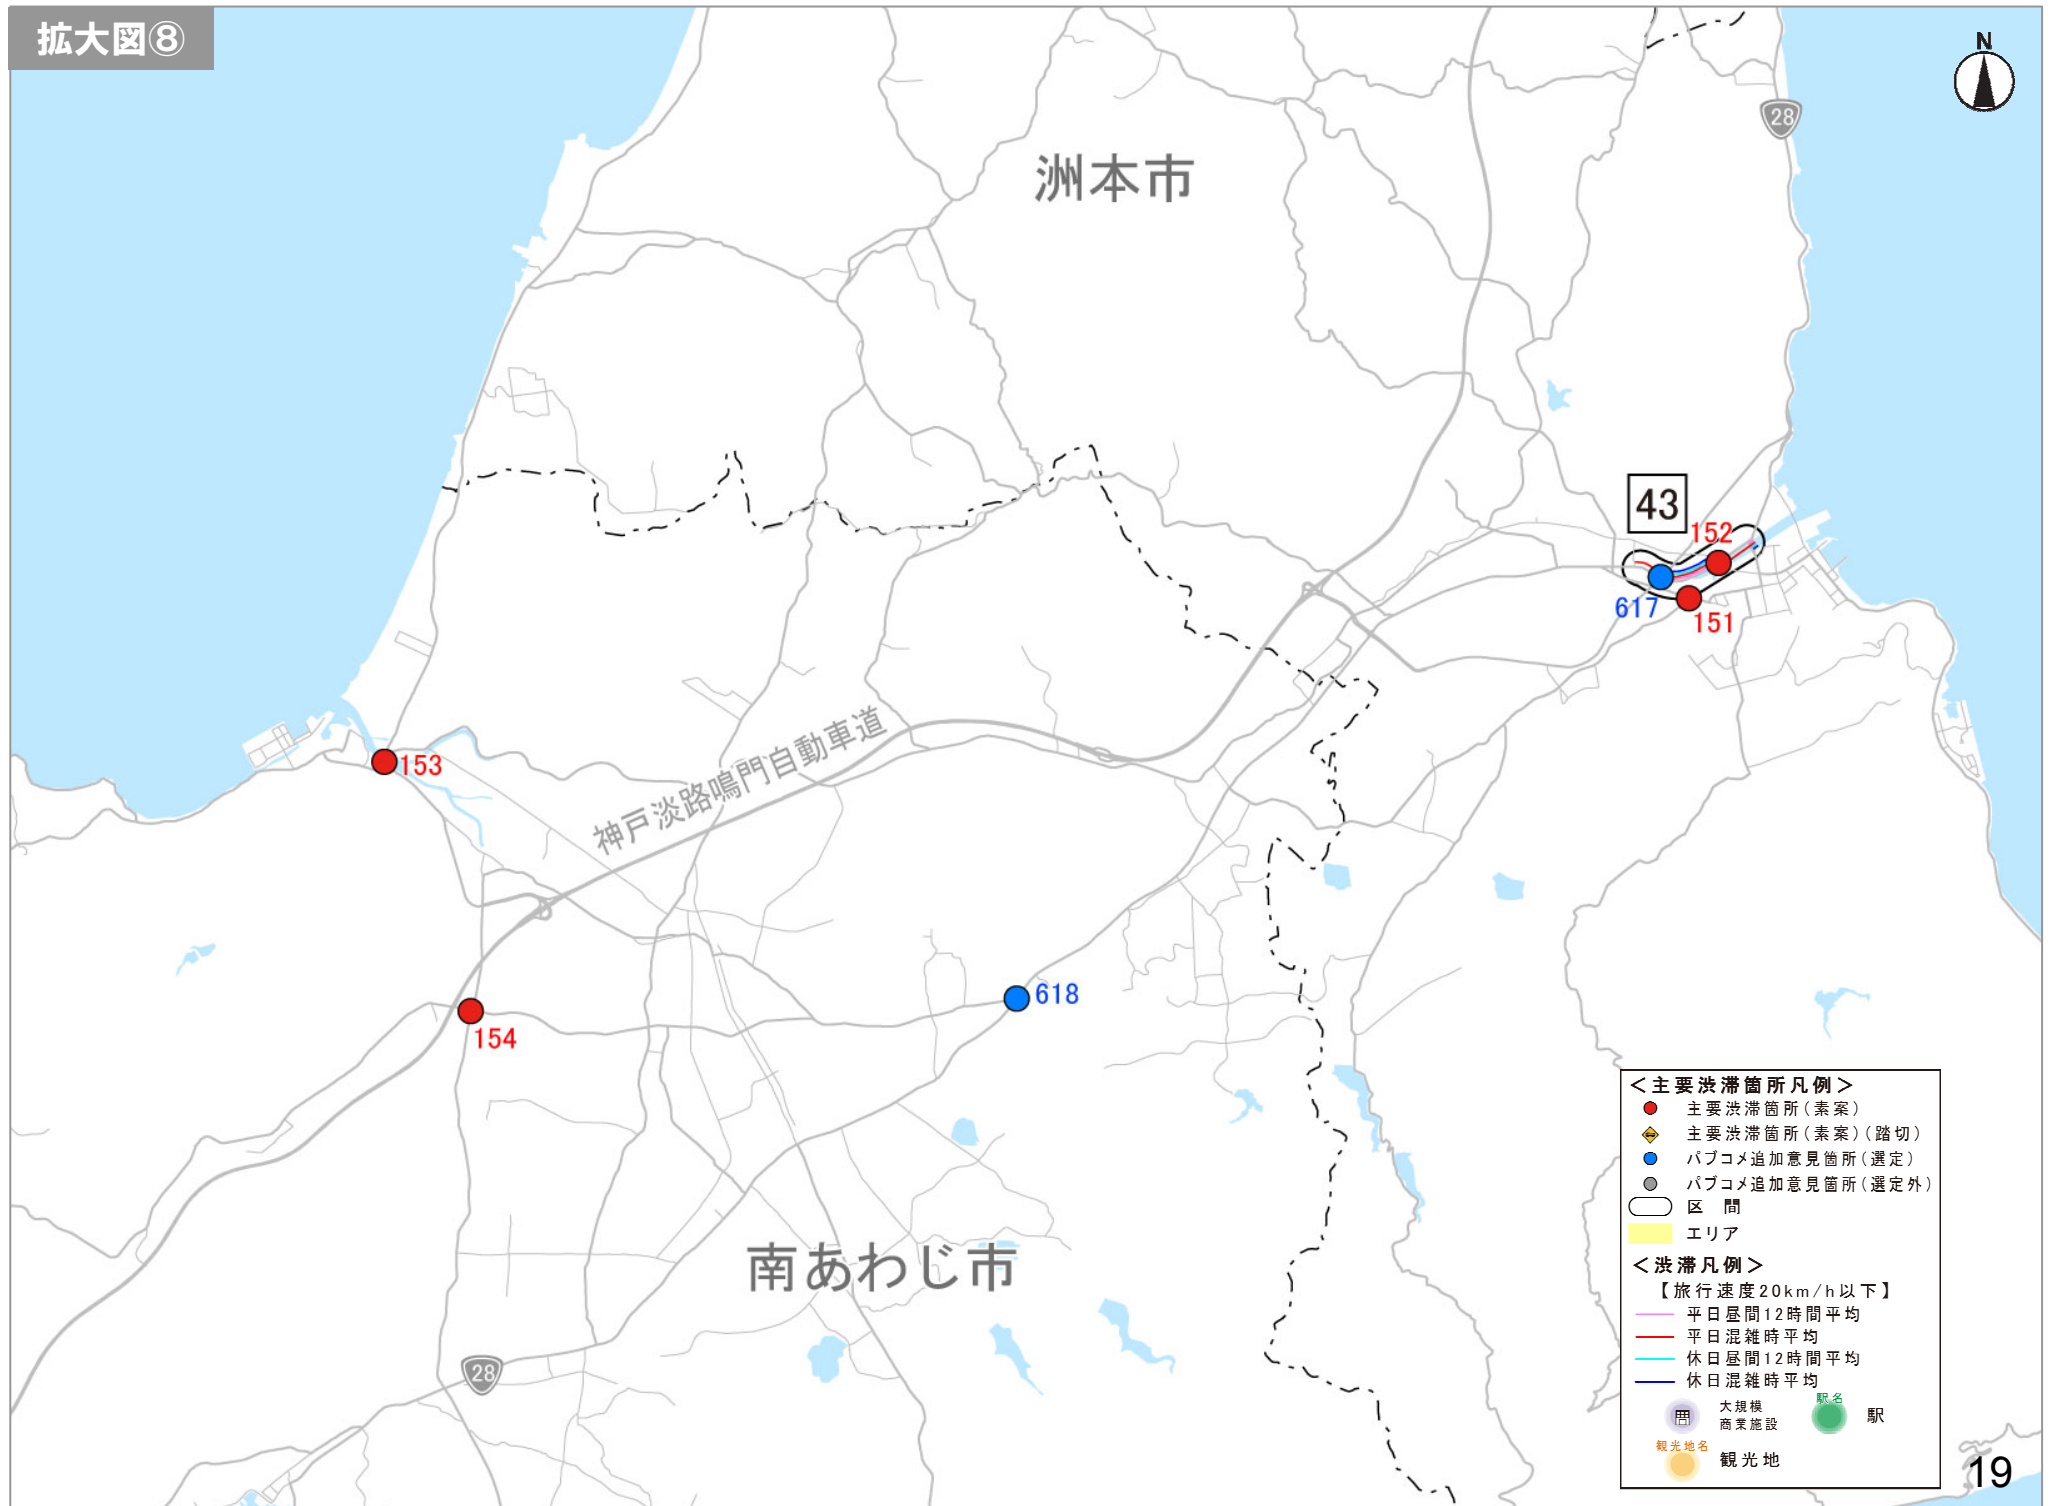 拡大図⑧
N
28
洲本市
43
152
617
151
153
神戸淡路鳴門自動車道
618
154
南あわじ市
28
＜主要渋滞箇所凡例＞
主要渋滞箇所(素案)
主要渋滞箇所(素案)(踏切)
パブコメ追加意見箇所(選定)
パブコメ追加意見箇所(選定外)
区　間
エリア
＜渋滞凡例＞
【旅行速度20km/h以下】
平日昼間12時間平均
平日混雑時平均
休日昼間12時間平均
休日混雑時平均
大規模
商業施設
駅名
駅
観光地名
観光地
19